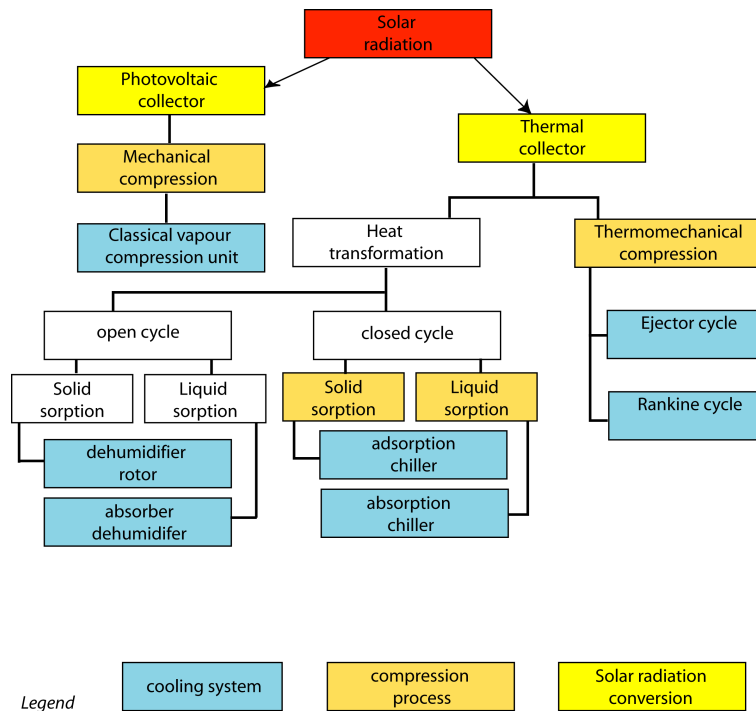 Solar
radiation
Photovoltaic
collector
Thermal
collector
Mechanical
compression
Classical vapour
compression unit
Heat
transformation
Thermomechanical
compression
open cycle
closed cycle
Ejector cycle
Solid
sorption
Liquid
sorption
Solid
sorption
Liquid
sorption
Rankine cycle
dehumidifier
rotor
adsorption
chiller
absorber
dehumidifer
absorption
chiller
Legend
cooling system
compression
process
Solar radiation
conversion